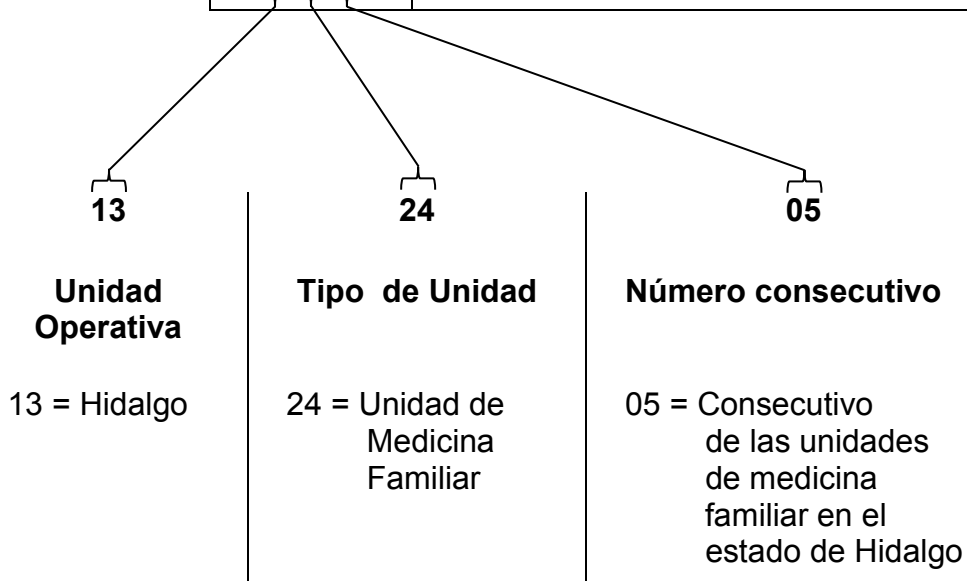 13
24
05
Unidad
Operativa
Tipo de Unidad
Número consecutivo
13 = Hidalgo
24 = Unidad de
Medicina
Familiar
05 = Consecutivo
de las unidades
de medicina
familiar en el
estado de Hidalgo